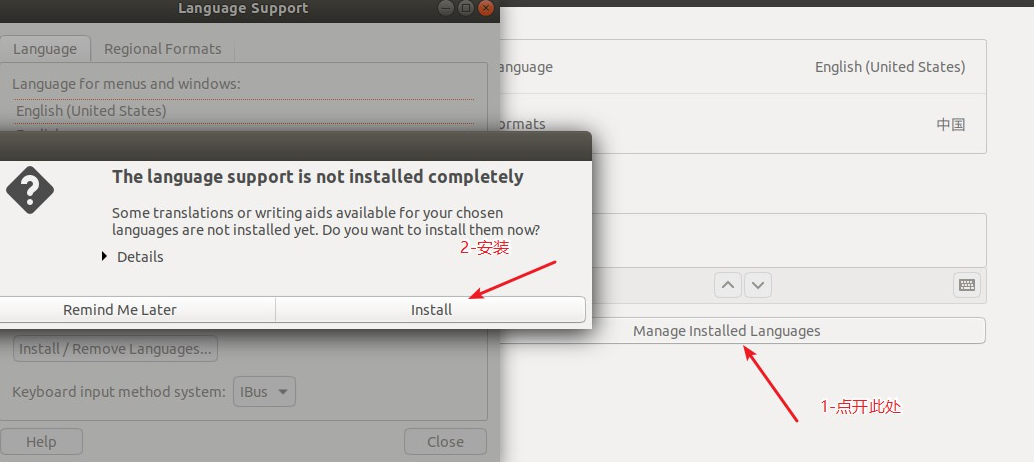 Language Support
Language
Regional Formats
Language for menus and windows:
English (United States)
anguage
English (United States)
ormats
中国
The language support is not installed completely
Some translations or writing aids available for your chosen
languages are not installed yet. Do you want to install them now?
2-安装
Details
Remind Me Later
Install
Manage Installed Languages
Install / Remove Languages...
Keyboard input method system:
IBus
1-点开此处
Help
Close